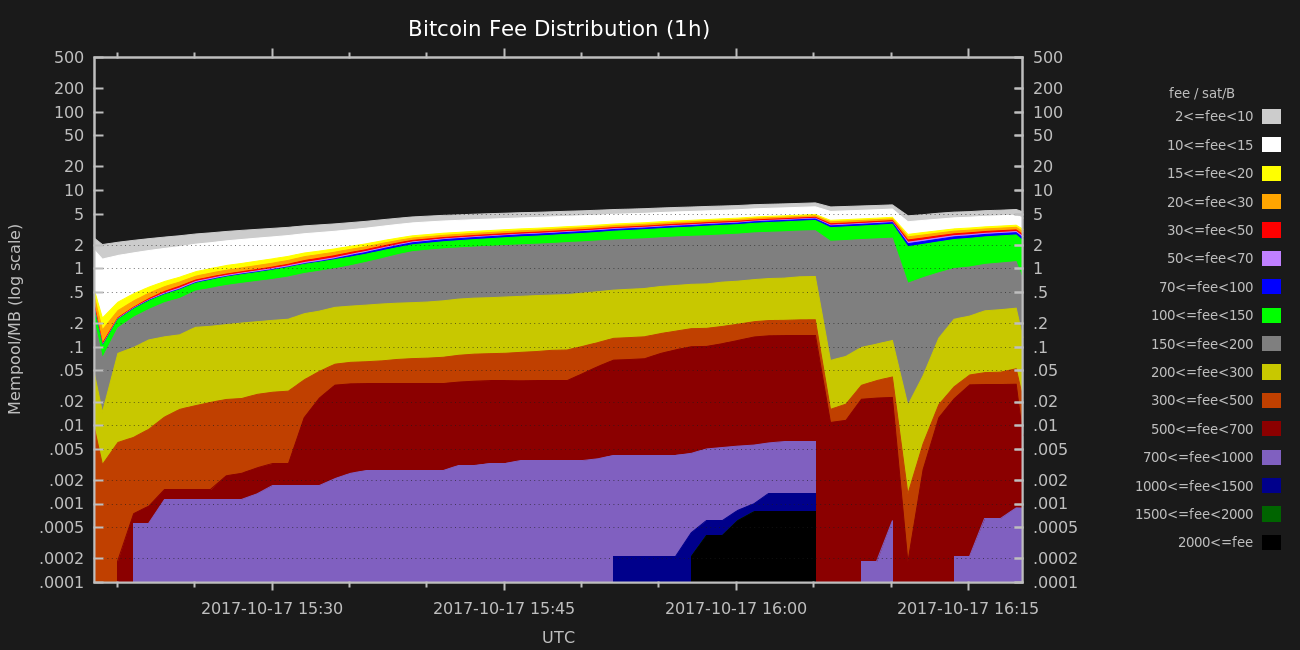 Bitcoin Fee Distribution (1h)
500 500
200 200
100 100
50 50
20 20
10 10
5 5
2 2
1 1
.5 .5
.2 .2
.1 .1
.05 .05
.02 .02
.01 .01
.005 .005
.002 .002
.001 .001
.0005 .0005
.0002 .0002
.0001 .0001
Mempool/MB (log scale)
2017-10-17 15:30 2017-10-17 15:45 2017-10-17 16:00 2017-10-17 16:15
UTC
fee / sat/B
2<=fee<10
10<=fee<15
15<=fee<20
20<=fee<30
30<=fee<50
50<=fee<70
70<=fee<100
100<=fee<150
150<=fee<200
200<=fee<300
300<=fee<500
500<=fee<700
700<=fee<1000
1000<=fee<1500
1500<=fee<2000
2000<=fee